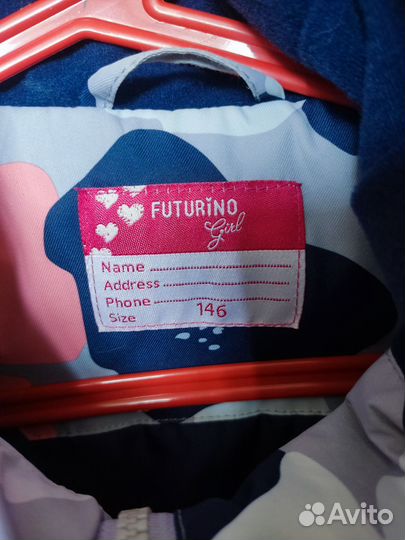 FUTURINO
Girl
Name
Address
Phone
Size 146
Avito